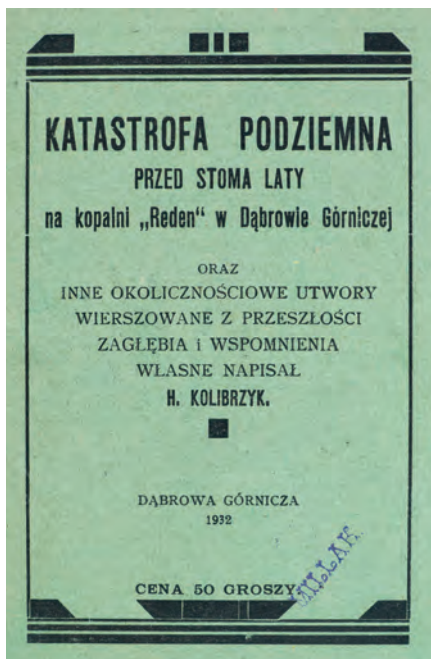 KATASTROFA PODZIEMNA
PRZED STOMA LATY
na kopalni „Reden“ w Dąbrowie Górniczej
ORAZ
INNE OKOLICZNOŚCIOWE UTWORY
WIERSZOWANE Z PRZESZŁOŚCI
ZAGŁĘBIA i WSPOMNIENIA
WŁASNE NAPISAŁ
H. KOLIBRZYK.
DĄBROWA GÓRNICZA
1932
CENA 50 GROSZY